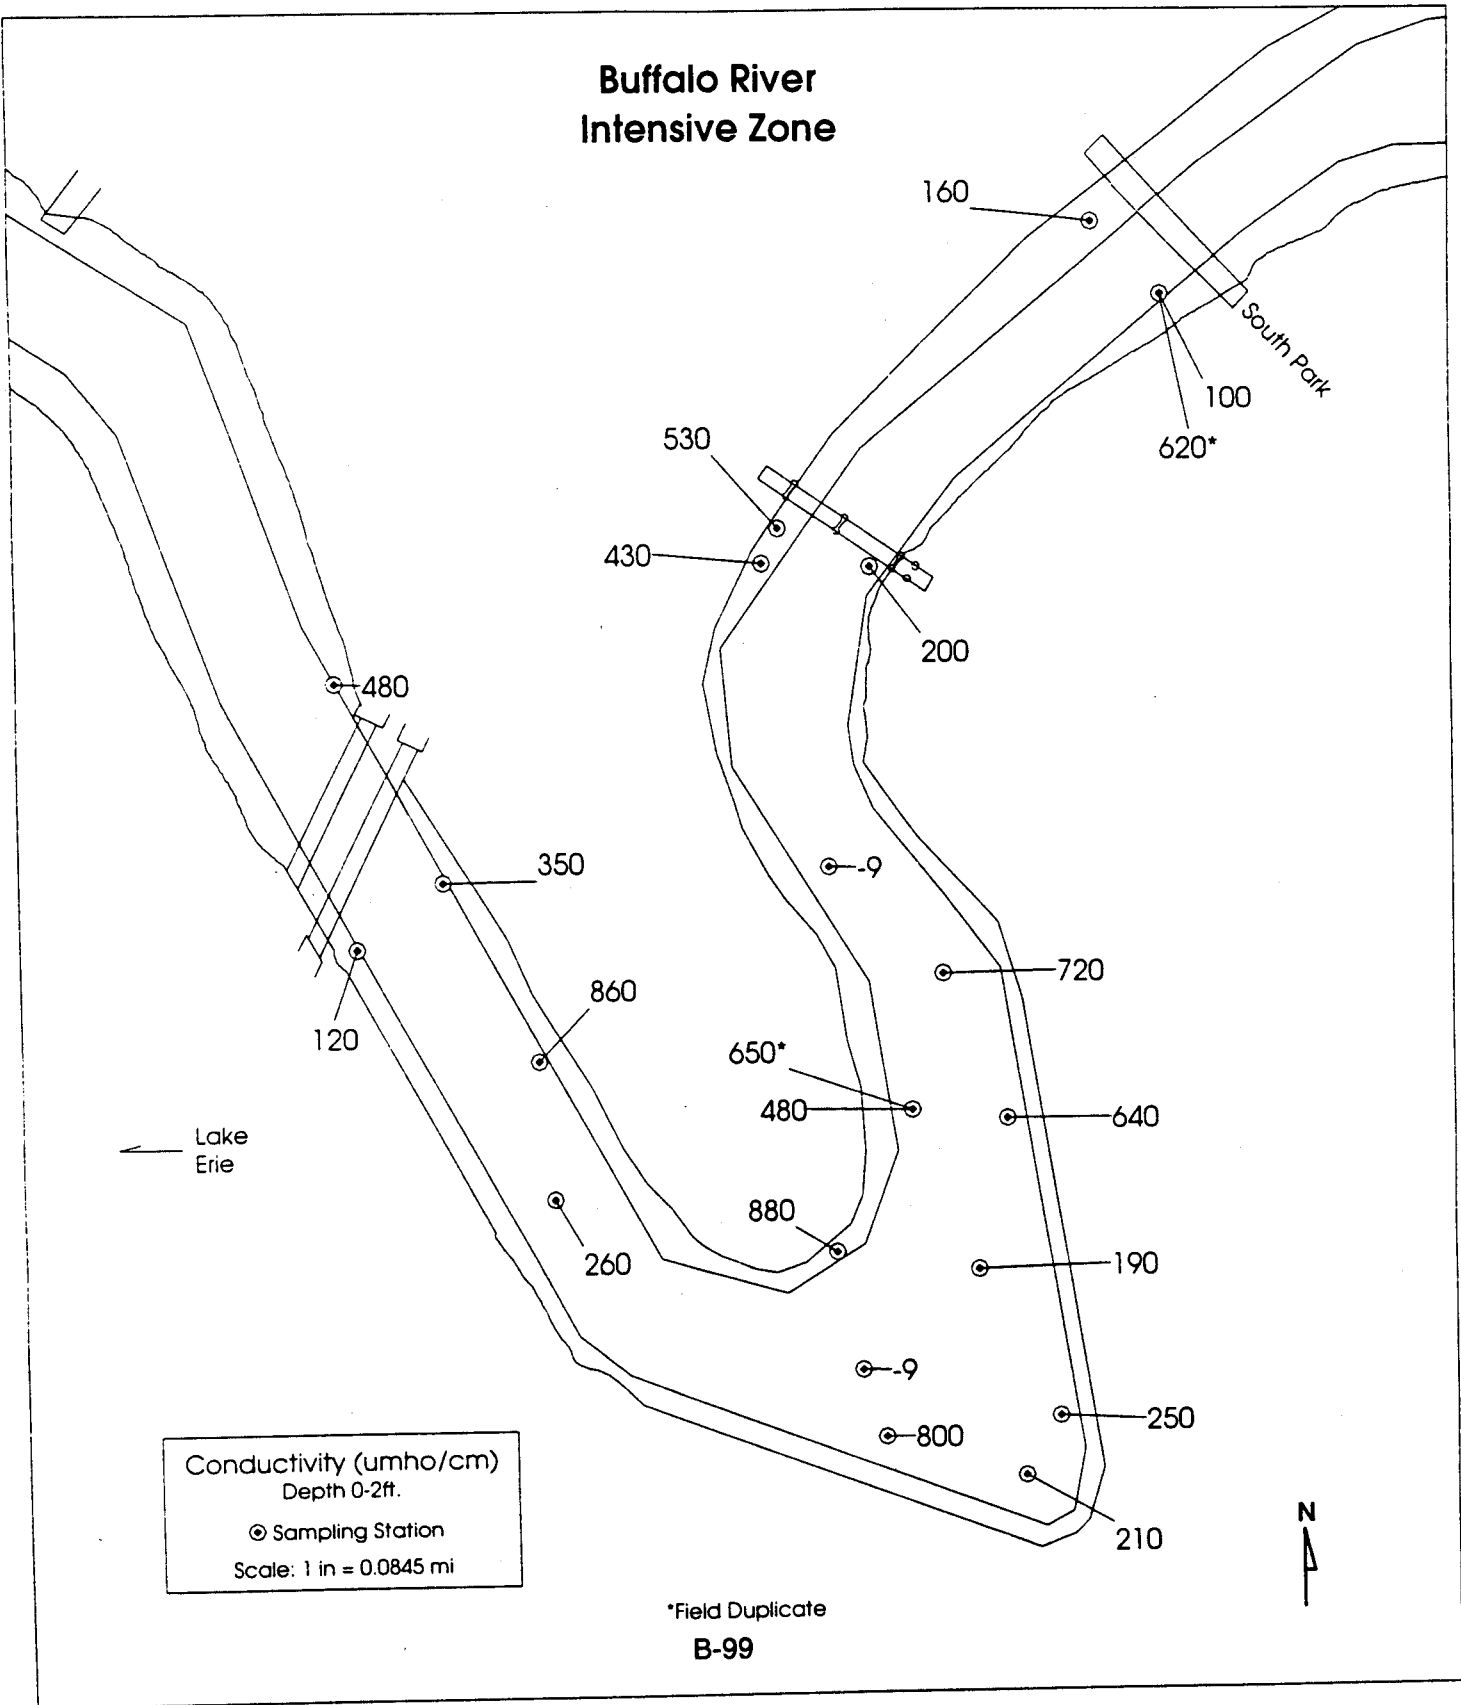 Buffalo River
Intensive Zone
160
South Park
100
620*
530
430
200
480
350
-9
720
860
120
650*
480
640
Lake
Erie
880
260
190
-9
250
800
210
Conductivity (umho/cm)
Depth 0-2ft.
Sampling Station
Scale: 1 in = 0.0845 mi
N
*Field Duplicate
B-99